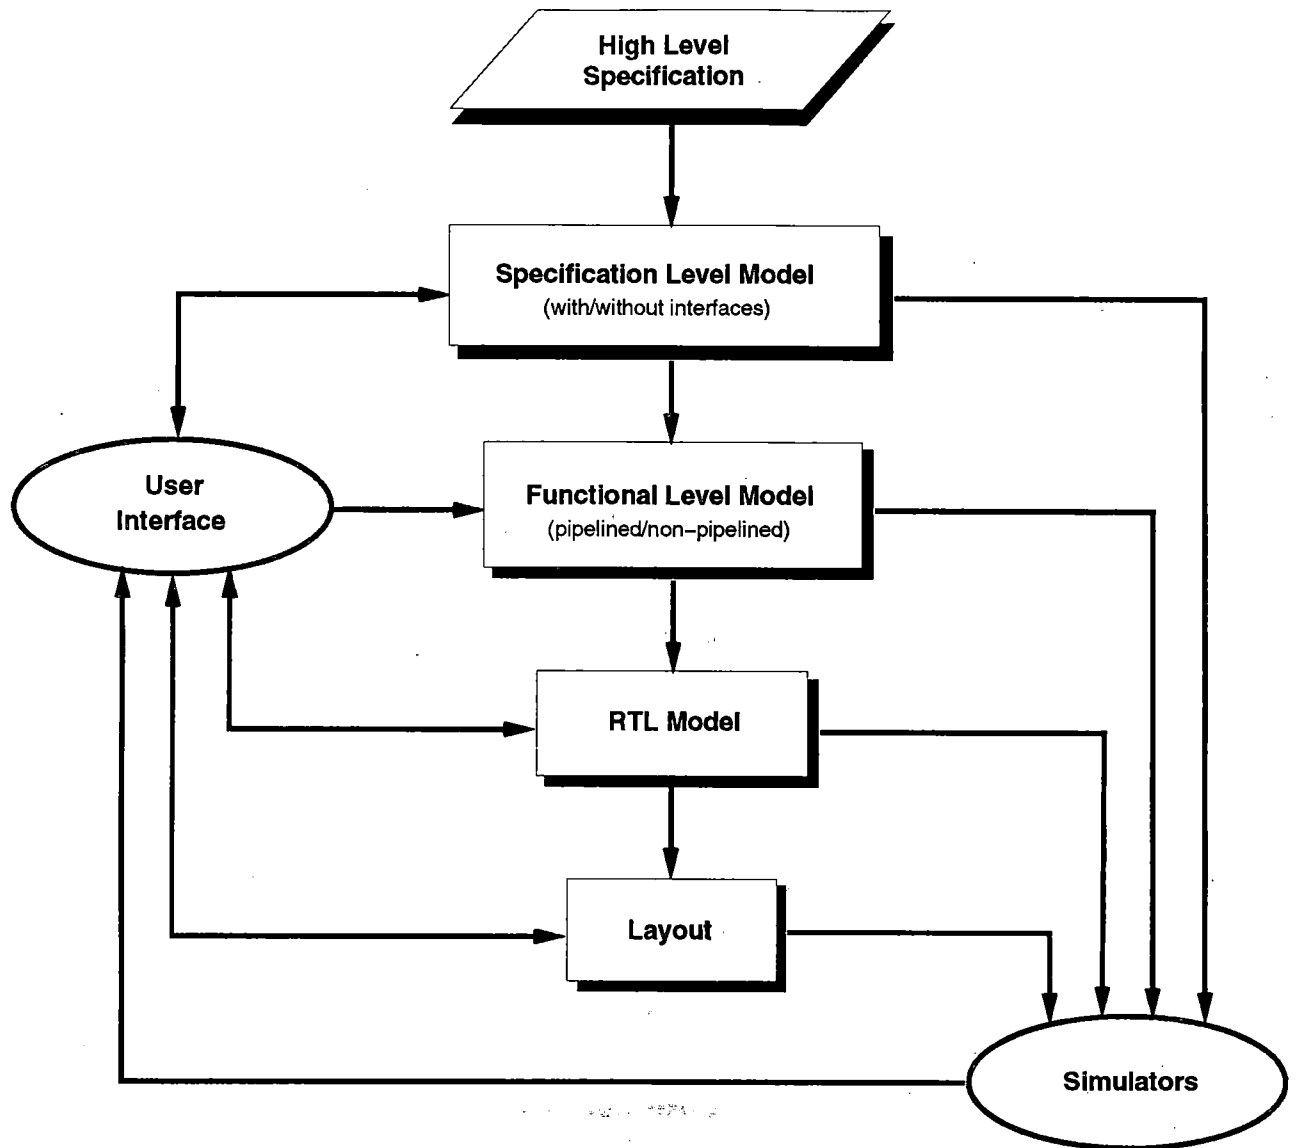 High Level
Specification
Specification Level Model
(with/without interfaces)
User
Interface
Functional Level Model
(pipelined/non-pipelined)
RTL Model
Layout
Simulators